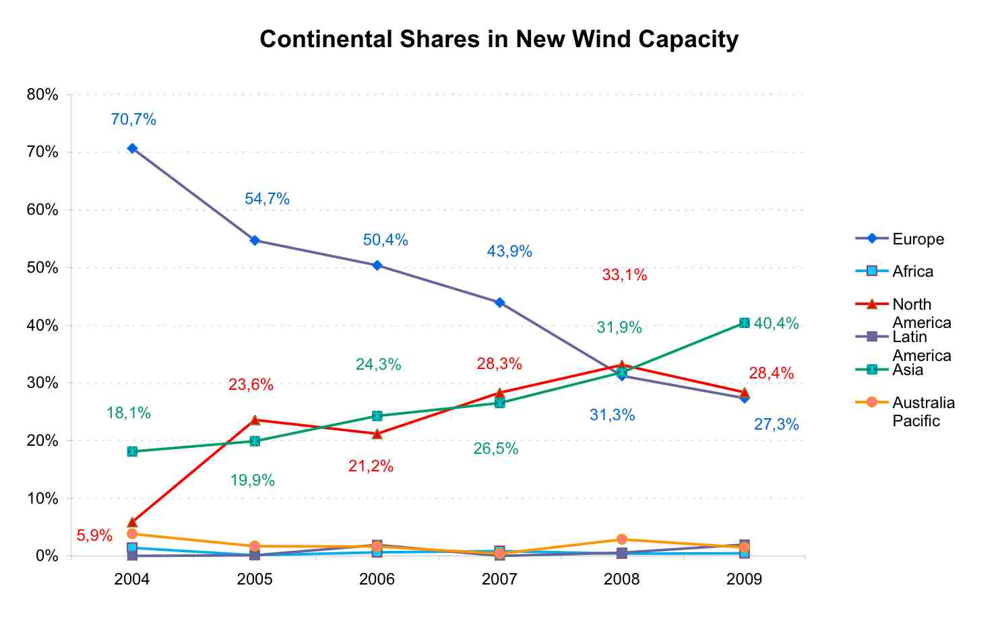 Continental Shares in New Wind Capacity
80%
70,7%
70%
54,7%
60%
50,4%
43,9%
50%
33,1%
40%
31,9%
40,4%
24,3%
28,3%
28,4%
30%
23,6%
18,1%
31,3%
27,3%
20%
26,5%
21,2%
19,9%
10%
5,9%
0%
2004 2005 2006 2007 2008 2009
Europe
Africa
North
America
Latin
America
Asia
Australia
Pacific